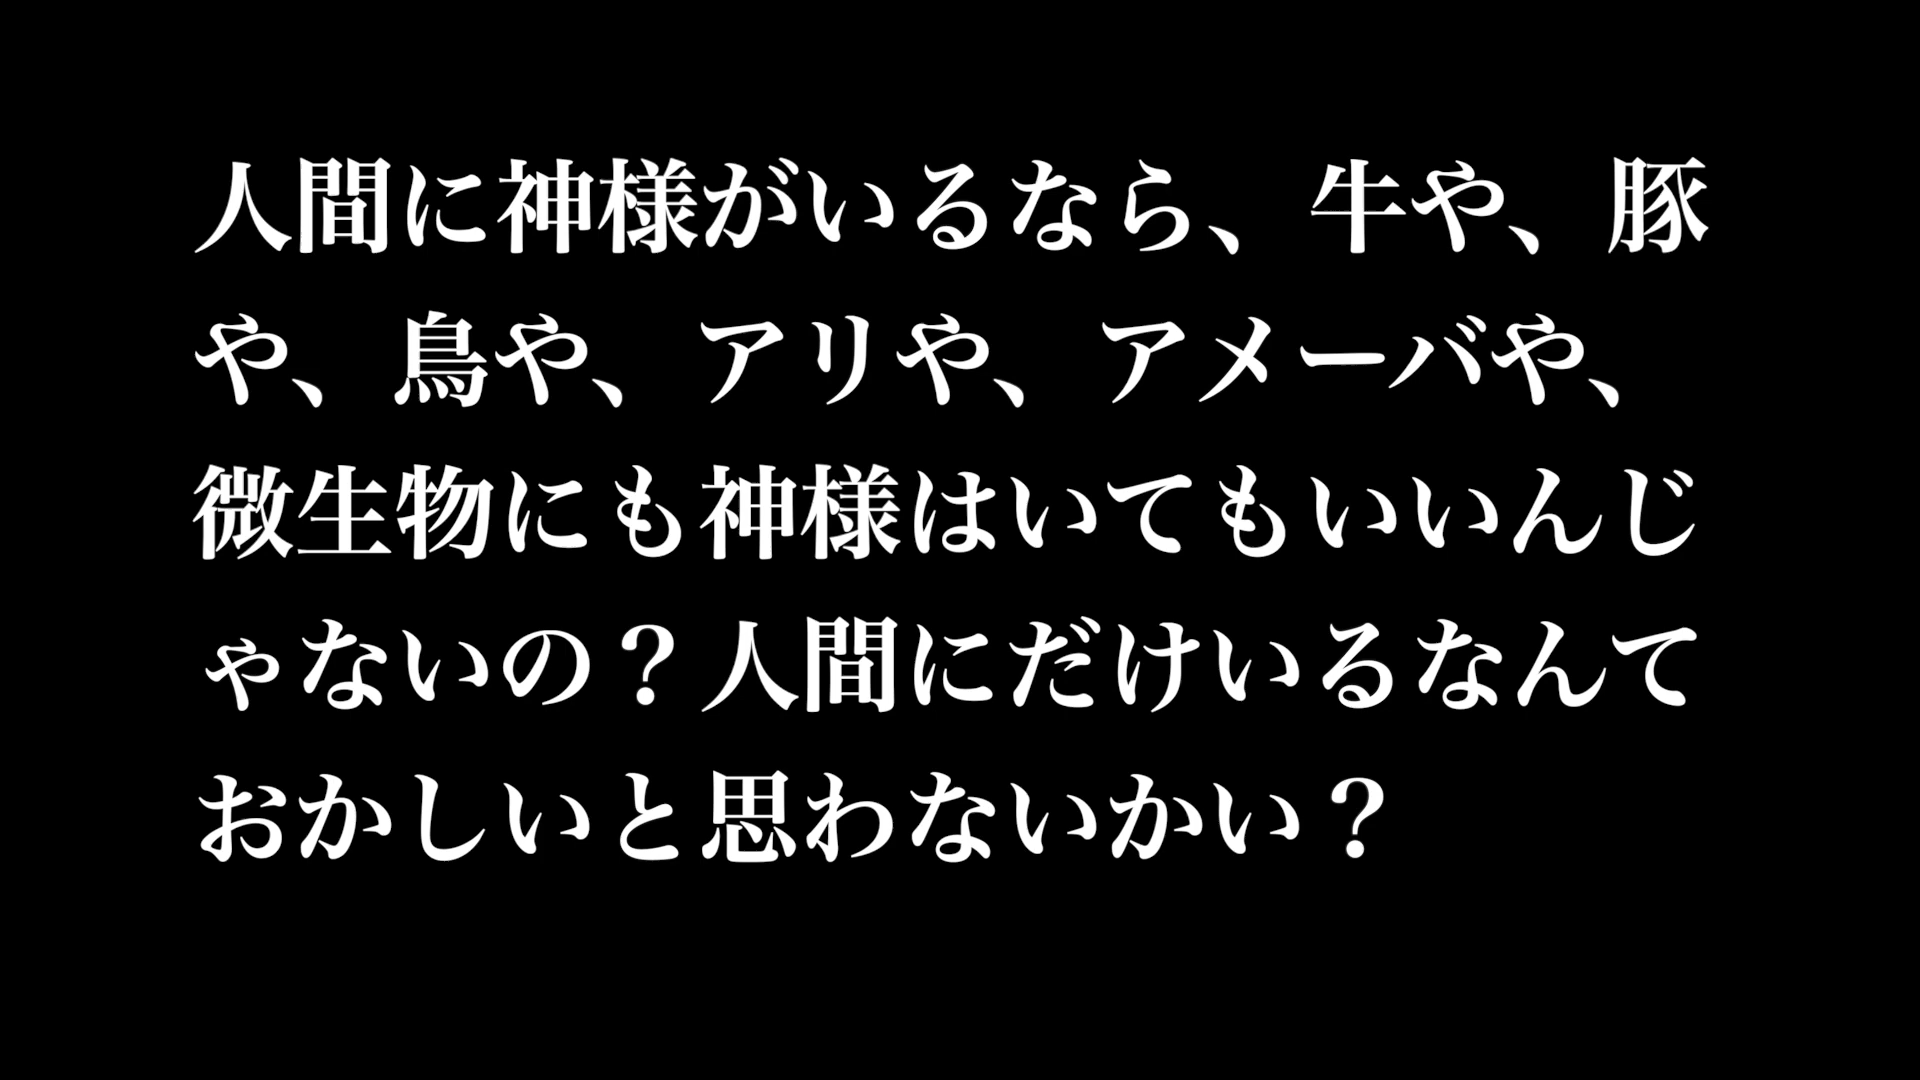 人間に神様がいるなら、牛や、豚
や、鳥や、アリや、アメーバや、
微生物にも神様はいてもいいんじ
ゃないの？人間にだけいるなんて
おかしいと思わないかい？